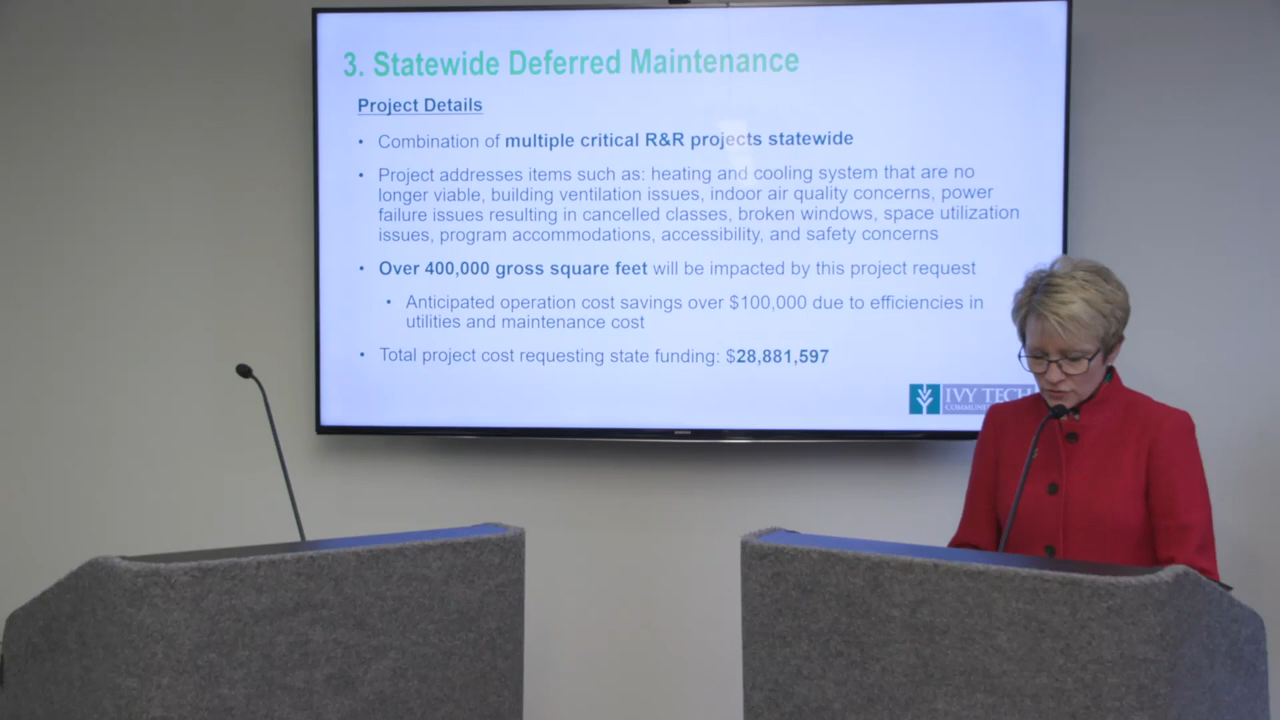 3. Statewide Deferred Maintenance
Project Details
• Combination of multiple critical R&R projects statewide
• Project addresses items such as: heating and cooling system that are no
longer viable, building ventilation issues, indoor air quality concerns, power
failure issues resulting in cancelled classes, broken windows, space utilization
issues, program accommodations, accessibility, and safety concerns
• Over 400,000 gross square feet will be impacted by this project request
• Anticipated operation cost savings over $100,000 due to efficiencies in
utilities and maintenance cost
• Total project cost requesting state funding: $28,881,597
IVY TECH